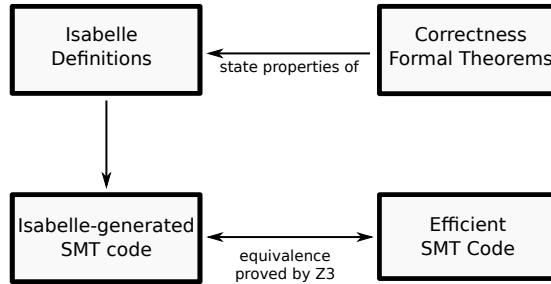 Isabelle
Definitions
Correctness
Formal Theorems
state properties of
Isabelle-generated
SMT code
Efficient
SMT Code
equivalence
proved by Z3